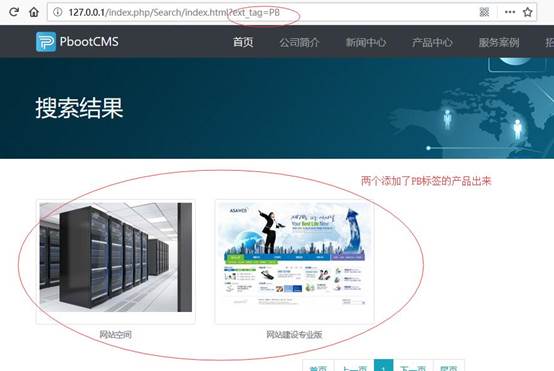 127.0.0.1/index.php/Search/index.html?ext_tag=PB
PbootCMS
首页 公司简介 新闻中心 产品中心 服务案例 招
搜索结果
两个添加了PB标签的产品出来
ASAWEB
Your Best Life Now
网站空间
网站建设专业版
首页 上一页 1 下一页 尾页